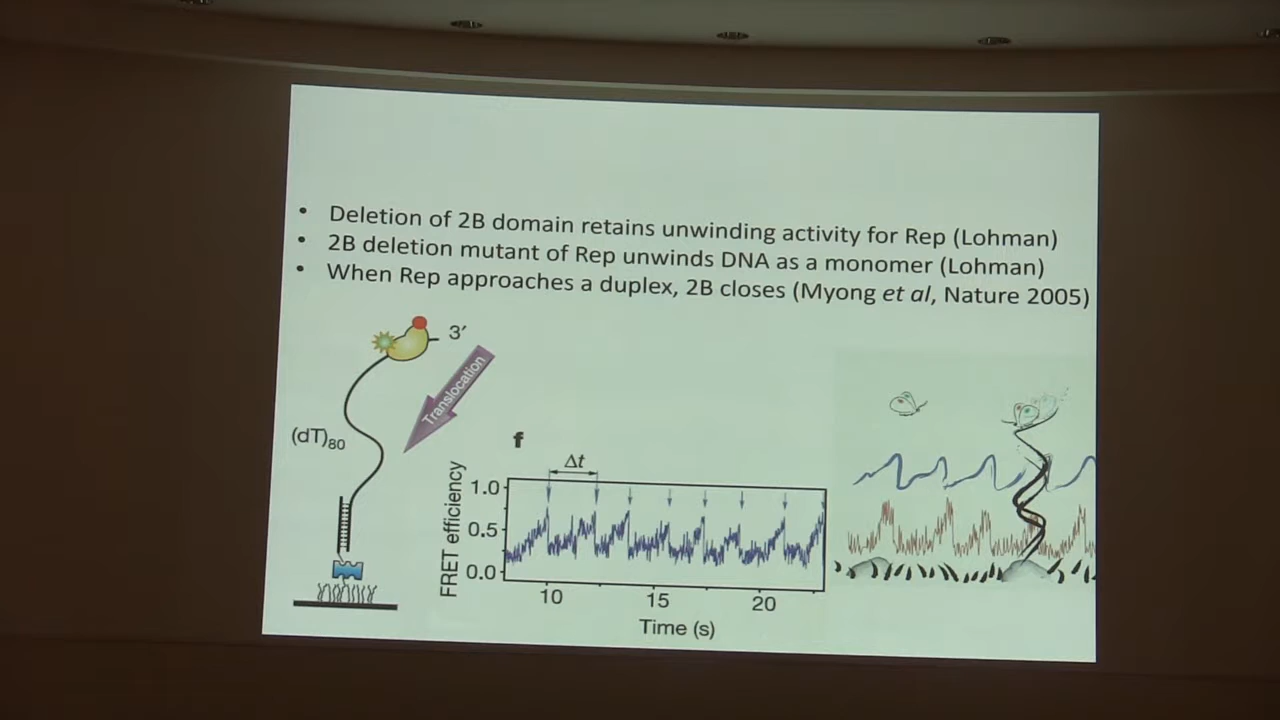 • Deletion of 2B domain retains unwinding activity for Rep (Lohman)
• 2B deletion mutant of Rep unwinds DNA as a monomer (Lohman)
• When Rep approaches a duplex, 2B closes (Myong et al, Nature 2005)
3′
Translocation
(dT)80
f
Δt
FRET efficiency
1.0
0.5
0.0
10 15 20
Time (s)